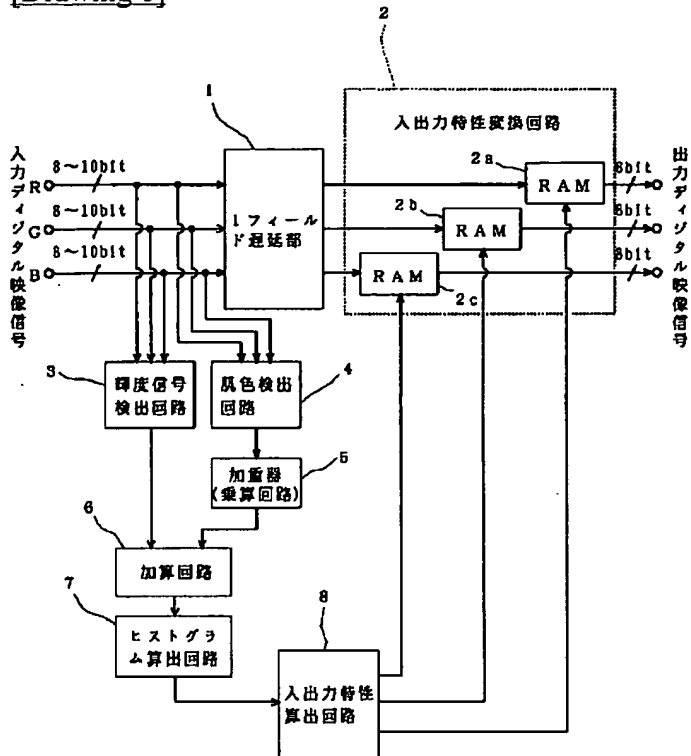 2
1
入出力特性変換回路
入力ディジタル映像信号
8〜10bit
R
8〜10bit
G
8〜10bit
B
1フィール
ド遅延部
2a
RAM
8bit
2b
RAM
8bit
RAM
2c
8bit
出力ディジタル映像信号
3
輝度信号
検出回路
肌色検出
回路
4
加重器
(乗算回路)
5
6
加算回路
7
ヒストグラ
ム算出回路
8
入出力特性
算出回路